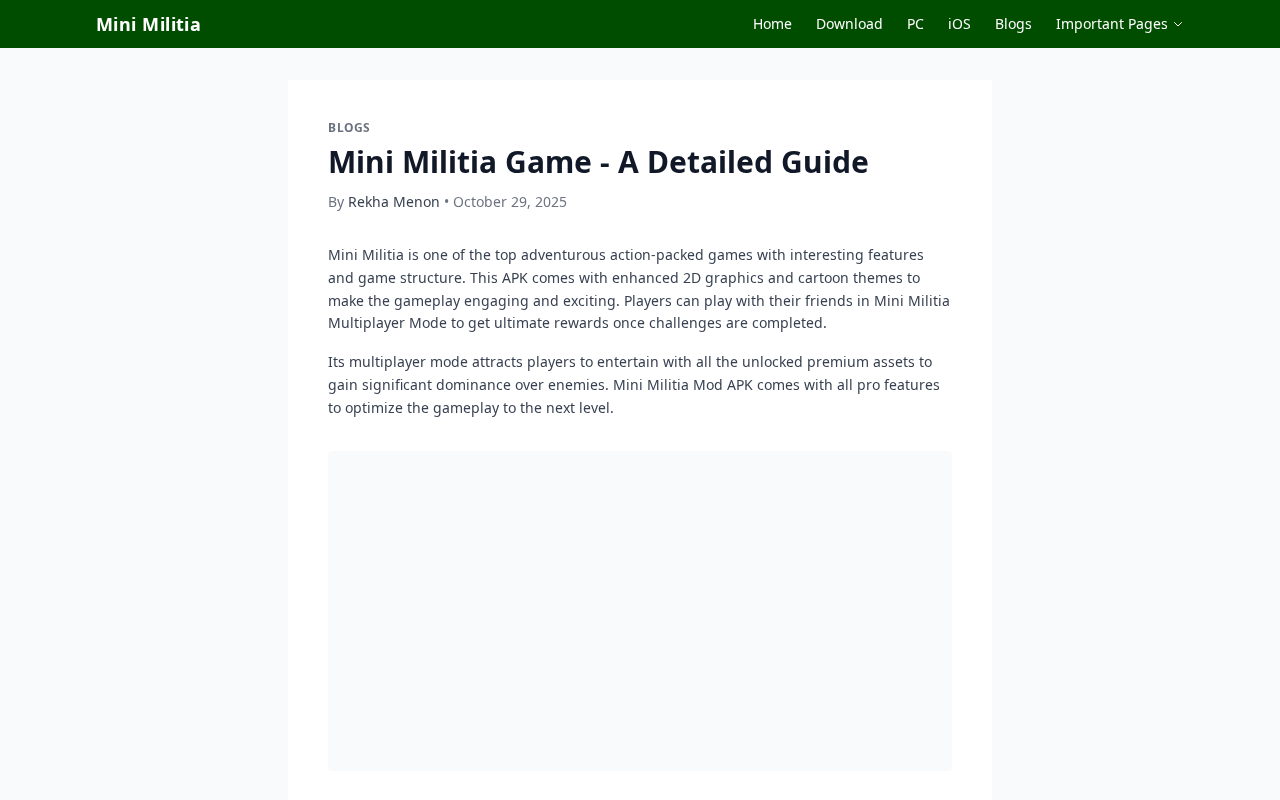 Mini Militia
Home
Download
PC
iOS
Blogs
Important Pages
BLOGS
Mini Militia Game - A Detailed Guide
By Rekha Menon • October 29, 2025
Mini Militia is one of the top adventurous action-packed games with interesting features
and game structure. This APK comes with enhanced 2D graphics and cartoon themes to
make the gameplay engaging and exciting. Players can play with their friends in Mini Militia
Multiplayer Mode to get ultimate rewards once challenges are completed.
Its multiplayer mode attracts players to entertain with all the unlocked premium assets to
gain significant dominance over enemies. Mini Militia Mod APK comes with all pro features
to optimize the gameplay to the next level.